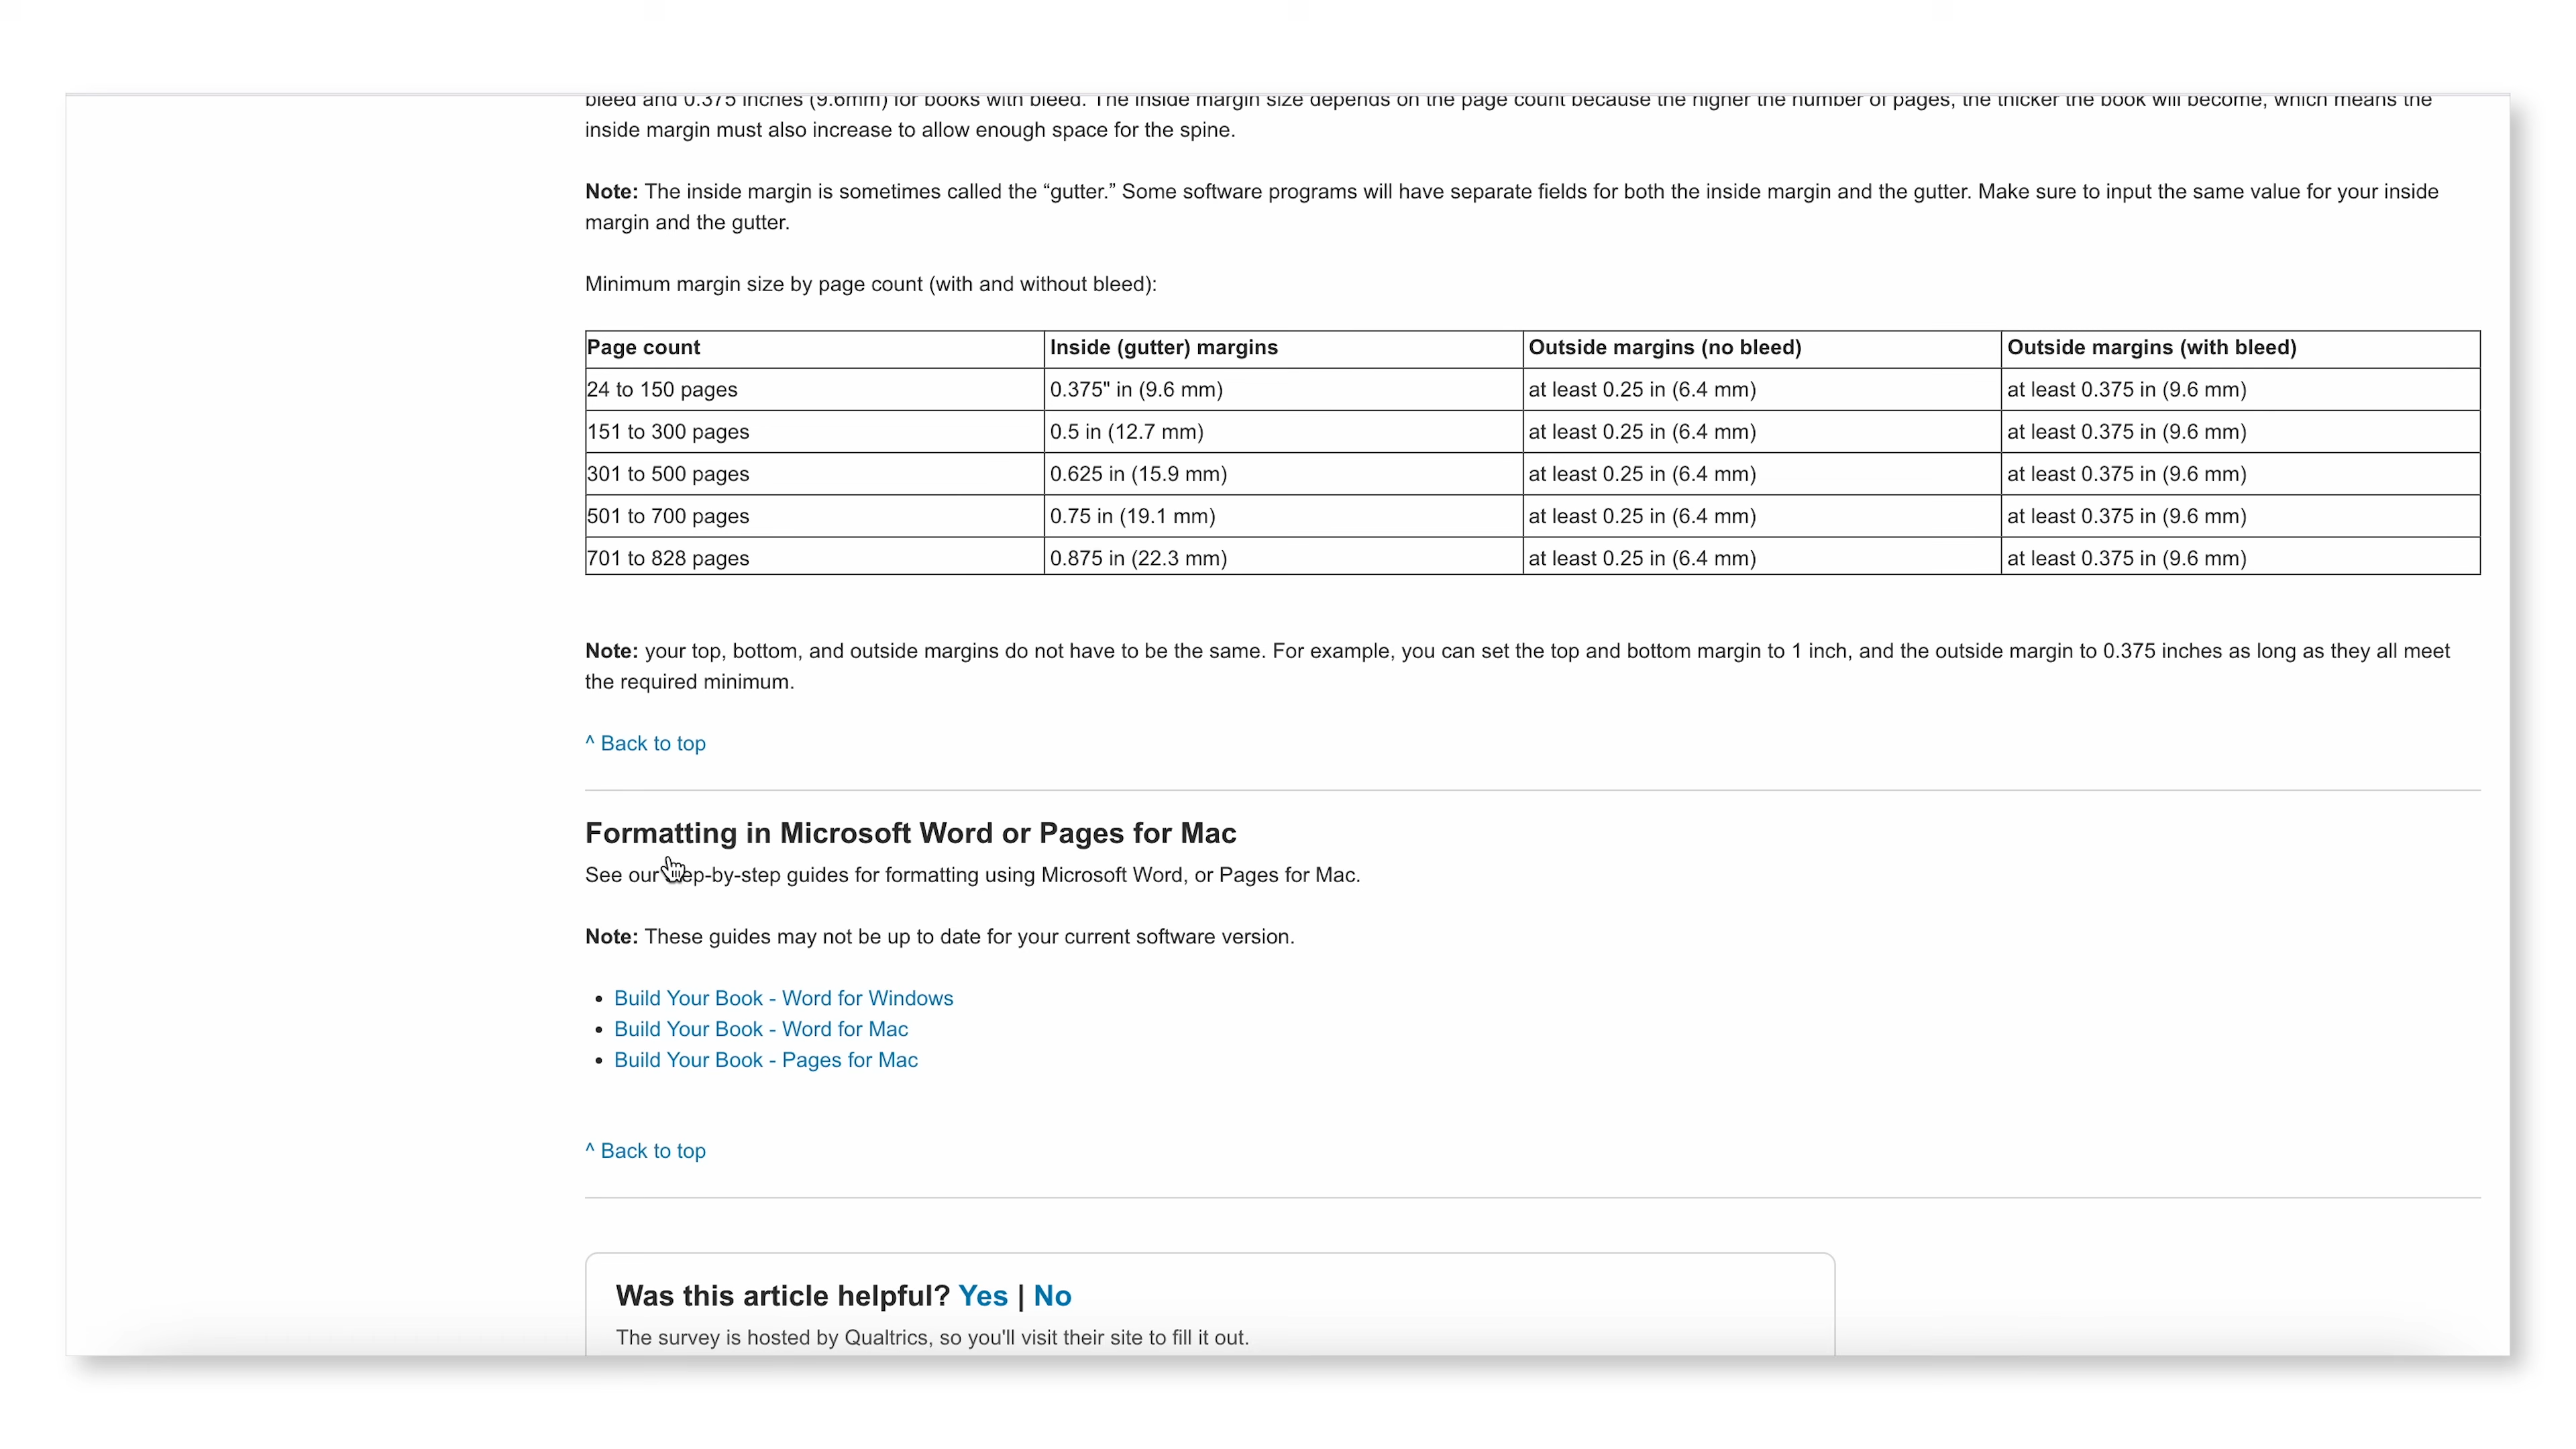 bleed and 0.375 inches (9.6mm) for books with bleed. The inside margin size depends on the page count because the higher the number of pages, the thicker the book will become, which means the
inside margin must also increase to allow enough space for the spine.
Note: The inside margin is sometimes called the “gutter.” Some software programs will have separate fields for both the inside margin and the gutter. Make sure to input the same value for your inside
margin and the gutter.
Minimum margin size by page count (with and without bleed):
Page count Inside (gutter) margins Outside margins (no bleed) Outside margins (with bleed)
24 to 150 pages 0.375" in (9.6 mm) at least 0.25 in (6.4 mm) at least 0.375 in (9.6 mm)
151 to 300 pages 0.5 in (12.7 mm) at least 0.25 in (6.4 mm) at least 0.375 in (9.6 mm)
301 to 500 pages 0.625 in (15.9 mm) at least 0.25 in (6.4 mm) at least 0.375 in (9.6 mm)
501 to 700 pages 0.75 in (19.1 mm) at least 0.25 in (6.4 mm) at least 0.375 in (9.6 mm)
701 to 828 pages 0.875 in (22.3 mm) at least 0.25 in (6.4 mm) at least 0.375 in (9.6 mm)
Note: your top, bottom, and outside margins do not have to be the same. For example, you can set the top and bottom margin to 1 inch, and the outside margin to 0.375 inches as long as they all meet
the required minimum.
^ Back to top
Formatting in Microsoft Word or Pages for Mac
See our step-by-step guides for formatting using Microsoft Word, or Pages for Mac.
Note: These guides may not be up to date for your current software version.
• Build Your Book - Word for Windows
• Build Your Book - Word for Mac
• Build Your Book - Pages for Mac
^ Back to top
Was this article helpful? Yes | No
The survey is hosted by Qualtrics, so you'll visit their site to fill it out.